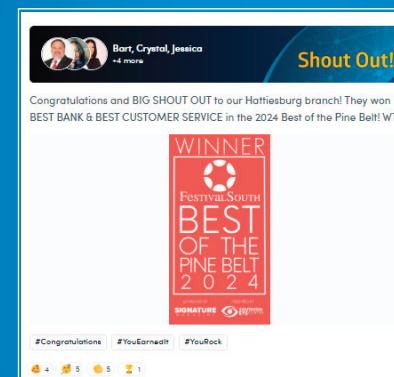 Bart, Crystal, Jessica
+4 more
Shout Out!
Congratulations and BIG SHOUT OUT to our Hattiesburg branch! They won
BEST BANK & BEST CUSTOMER SERVICE in the 2024 Best of the Pine Belt!
WINNER
FESTIVALSOUTH
BEST
OF THE
PINE BELT
2024
SIGNATURE
#Congratulations #YouEarnedIt #YouRock
4 5 5 1